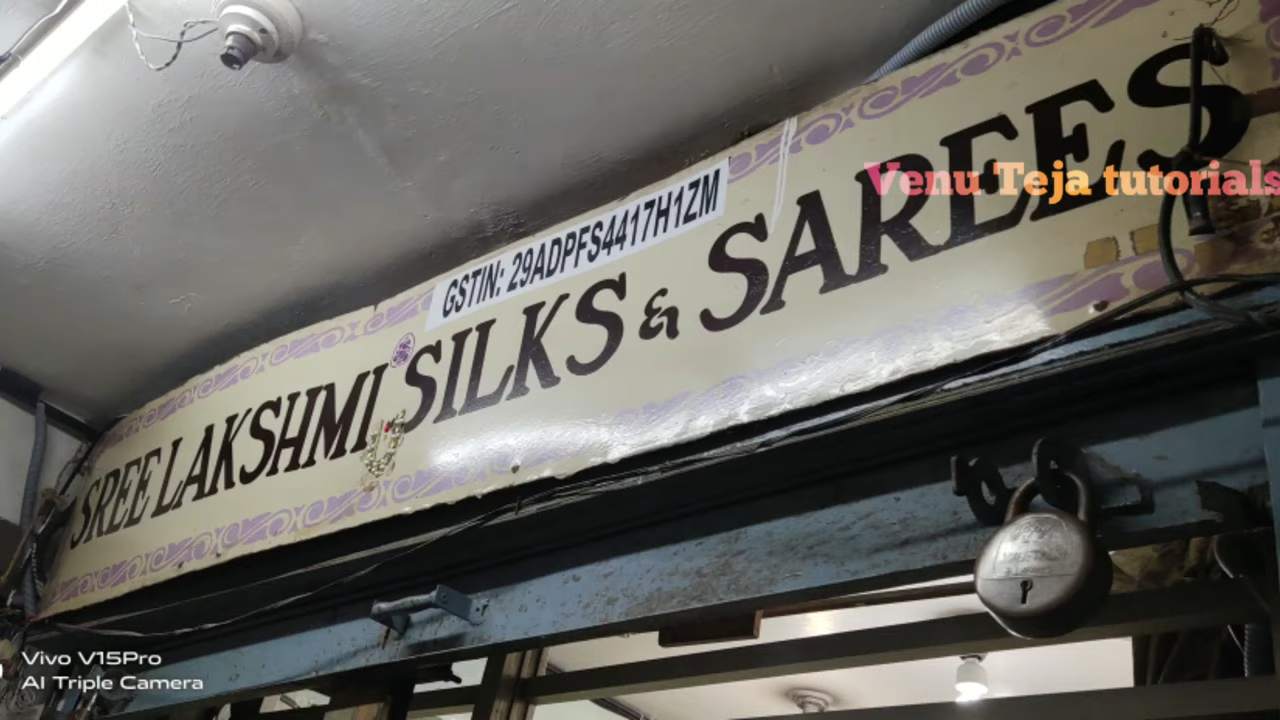 Venu Teja tutorials
GSTIN: 29ADPFS4417H1ZM
SREE LAKSHMI SILKS & SAREES
Vivo V15Pro
AI Triple Camera